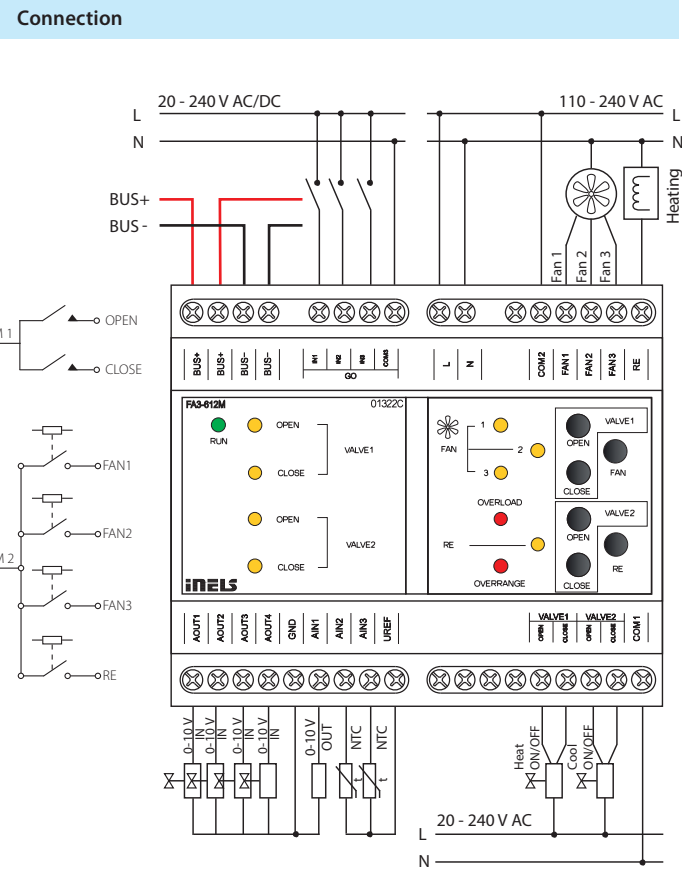 Connection
20 - 240 V AC/DC
110 - 240 V AC
L
L
N
N
Heating
BUS+
BUS -
Fan 1
Fan 2
Fan 3
OPEN
M 1
CLOSE
BUS+
BUS+
BUS–
BUS–
IN1
IN2
IN3
COM3
GO
L
N
COM2
FAN1
FAN2
FAN3
RE
FA3-612M
01322C
RUN
OPEN
VALVE1
CLOSE
OPEN
VALVE2
CLOSE
iNELS
FAN
1
2
3
OVERLOAD
RE
OVERRANGE
VALVE1
OPEN
FAN
CLOSE
VALVE2
OPEN
RE
CLOSE
FAN1
FAN2
M 2
FAN3
RE
AOUT1
AOUT2
AOUT3
AOUT4
GND
AIN1
AIN2
AIN3
UREF
VALVE1
VALVE2
OPEN
CLOSE
OPEN
CLOSE
COM1
0-10 V
IN
0-10 V
IN
0-10 V
IN
0-10 V
IN
0-10 V
OUT
NTC
NTC
t
t
Heat
ON/OFF
Cool
ON/OFF
20 - 240 V AC
L
N